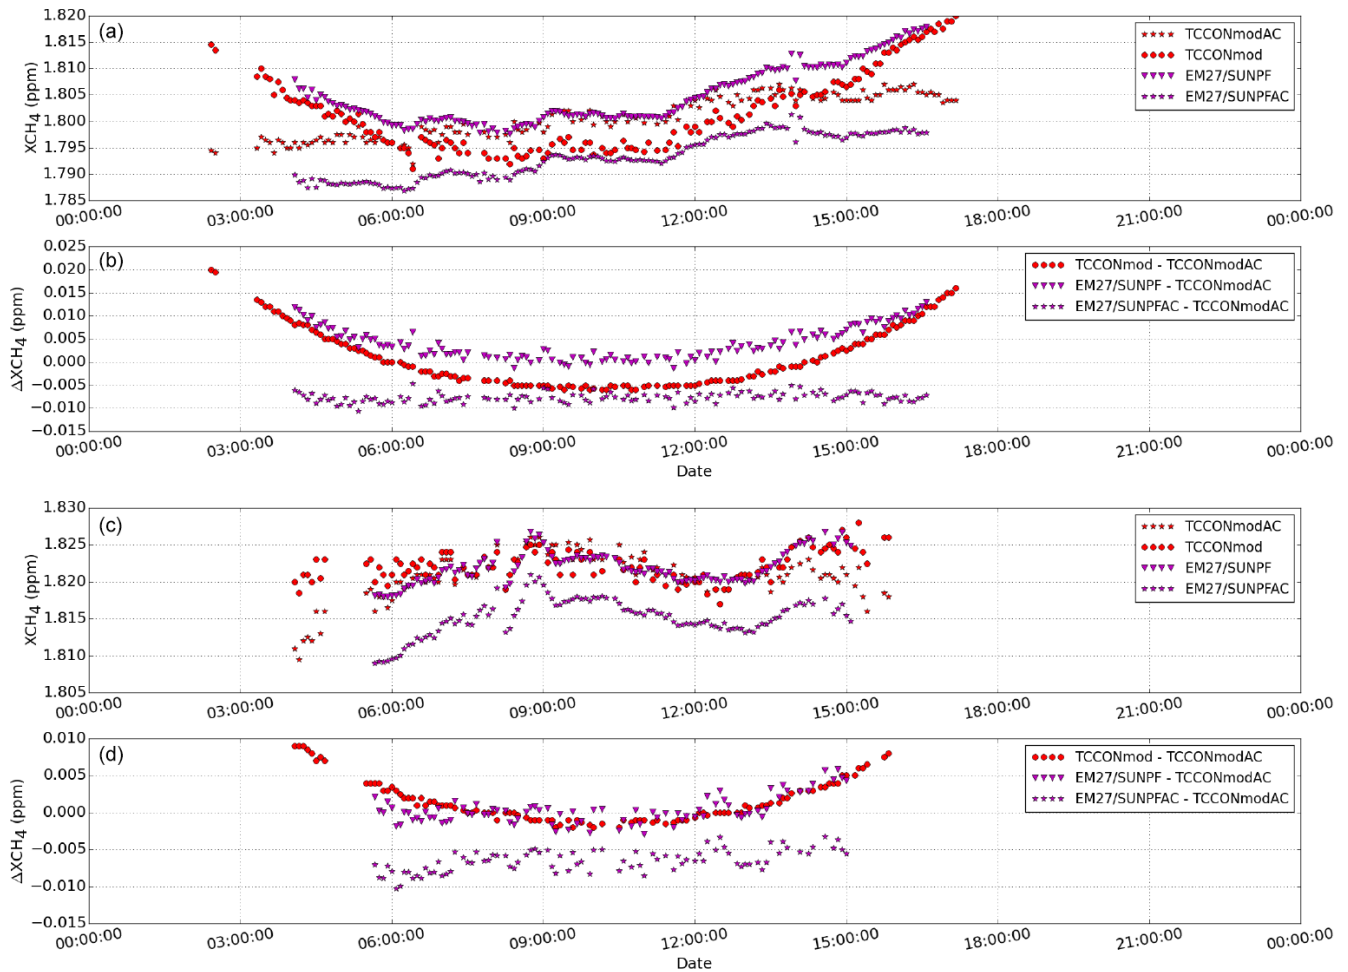 (a)
XCH4 (ppm)
1.820
1.815
1.810
1.805
1.800
1.795
1.790
1.785
TCCONmodAC
TCCONmod
EM27/SUNPF
EM27/SUNPFAC
00:00:00 03:00:00 06:00:00 09:00:00 12:00:00 15:00:00 18:00:00 21:00:00 00:00:00
(b)
ΔXCH4 (ppm)
0.025
0.020
0.015
0.010
0.005
0.000
−0.005
−0.010
−0.015
TCCONmod - TCCONmodAC
EM27/SUNPF - TCCONmodAC
EM27/SUNPFAC - TCCONmodAC
00:00:00 03:00:00 06:00:00 09:00:00 12:00:00 15:00:00 18:00:00 21:00:00 00:00:00
Date
(c)
XCH4 (ppm)
1.830
1.825
1.820
1.815
1.810
1.805
TCCONmodAC
TCCONmod
EM27/SUNPF
EM27/SUNPFAC
00:00:00 03:00:00 06:00:00 09:00:00 12:00:00 15:00:00 18:00:00 21:00:00 00:00:00
(d)
ΔXCH4 (ppm)
0.010
0.005
0.000
−0.005
−0.010
−0.015
TCCONmod - TCCONmodAC
EM27/SUNPF - TCCONmodAC
EM27/SUNPFAC - TCCONmodAC
00:00:00 03:00:00 06:00:00 09:00:00 12:00:00 15:00:00 18:00:00 21:00:00 00:00:00
Date